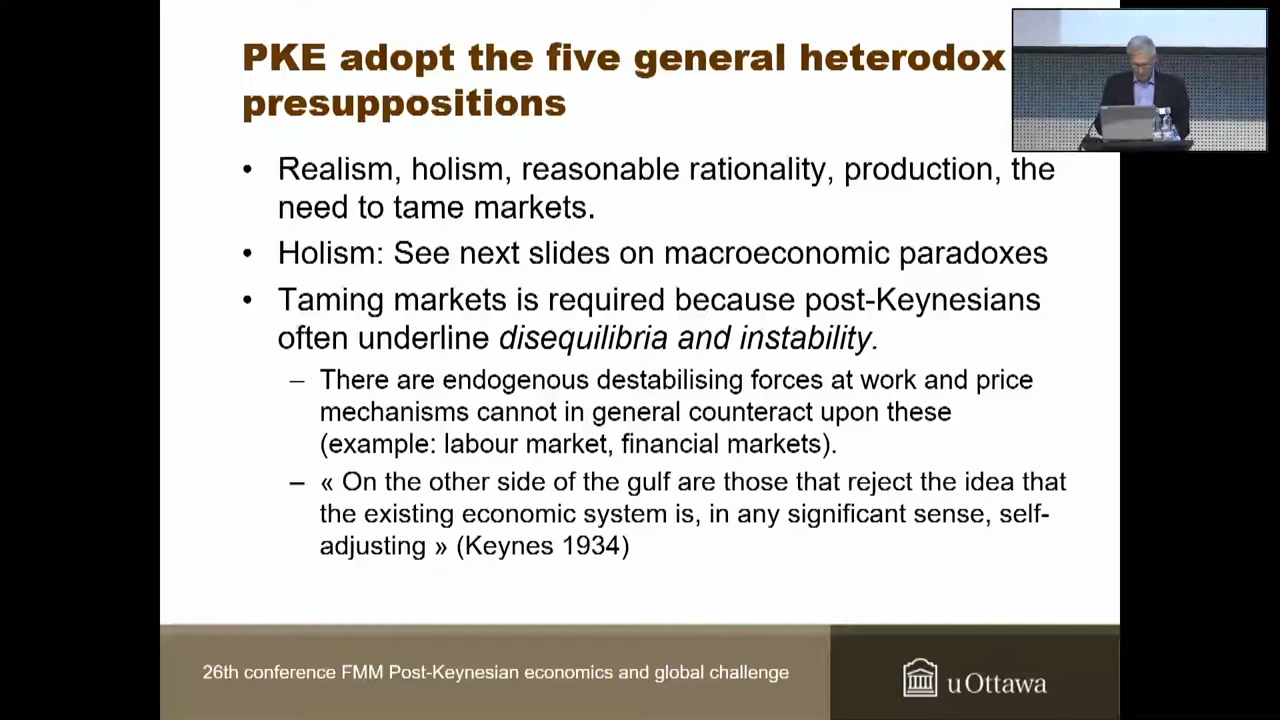 PKE adopt the five general heterodox
presuppositions
• Realism, holism, reasonable rationality, production, the
need to tame markets.
• Holism: See next slides on macroeconomic paradoxes
• Taming markets is required because post-Keynesians
often underline disequilibria and instability.
– There are endogenous destabilising forces at work and price
mechanisms cannot in general counteract upon these
(example: labour market, financial markets).
– « On the other side of the gulf are those that reject the idea that
the existing economic system is, in any significant sense, self-
adjusting » (Keynes 1934)
26th conference FMM Post-Keynesian economics and global challenge
uOttawa